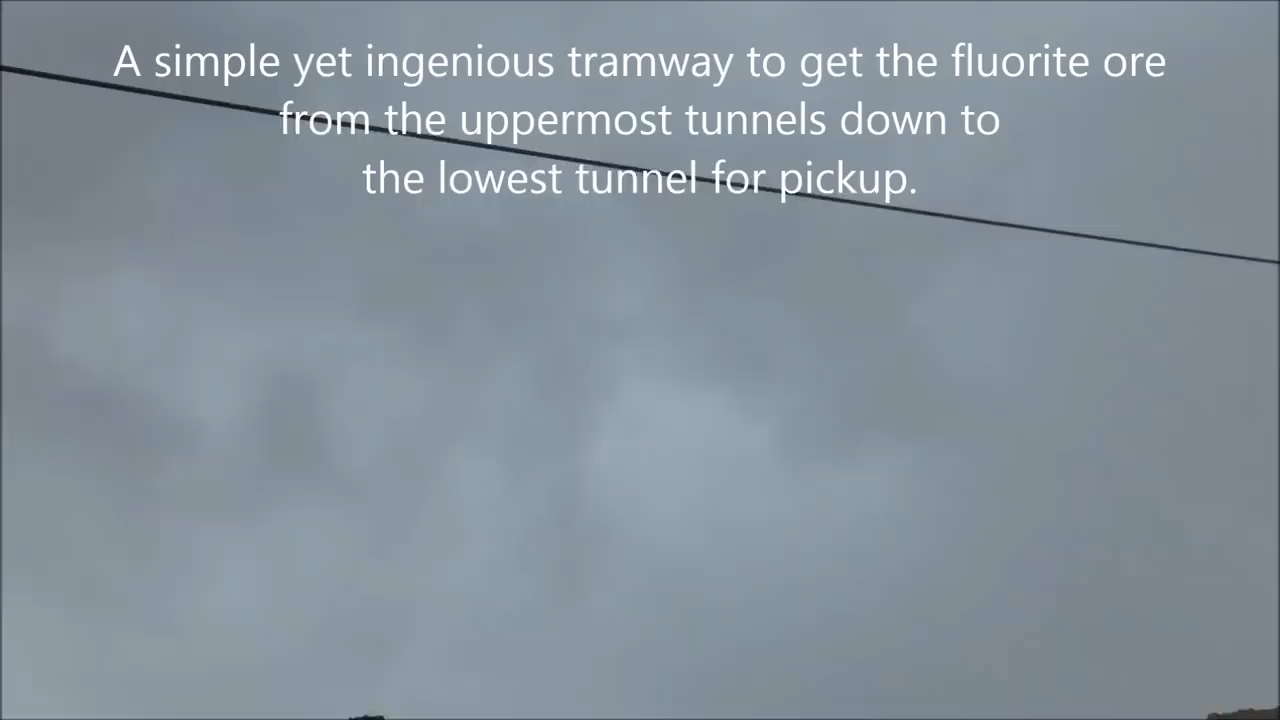 A simple yet ingenious tramway to get the fluorite ore
from the uppermost tunnels down to
the lowest tunnel for pickup.